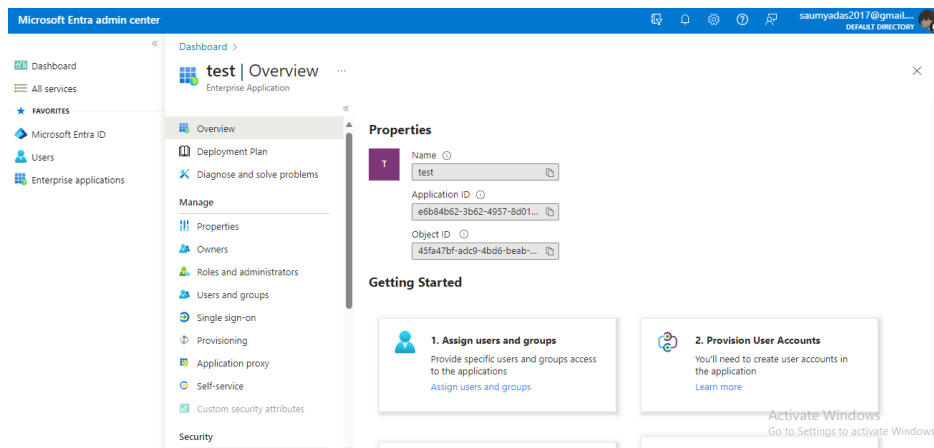 Microsoft Entra admin center
saumyadas2017@gmail....
DEFAULT DIRECTORY
Dashboard
All services
FAVORITES
Microsoft Entra ID
Users
Enterprise applications
Dashboard >
test | Overview ...
Enterprise Application
Overview
Deployment Plan
Diagnose and solve problems
Manage
Properties
Owners
Roles and administrators
Users and groups
Single sign-on
Provisioning
Application proxy
Self-service
Custom security attributes
Security
Properties
T
Name
test
Application ID
e6b84b62-3b62-4957-8d01...
Object ID
45fa47bf-adc9-4bd6-beab-...
Getting Started
1. Assign users and groups
Provide specific users and groups access
to the applications
Assign users and groups
2. Provision User Accounts
You'll need to create user accounts in
the application
Learn more
Activate Windows
Go to Settings to activate Windows